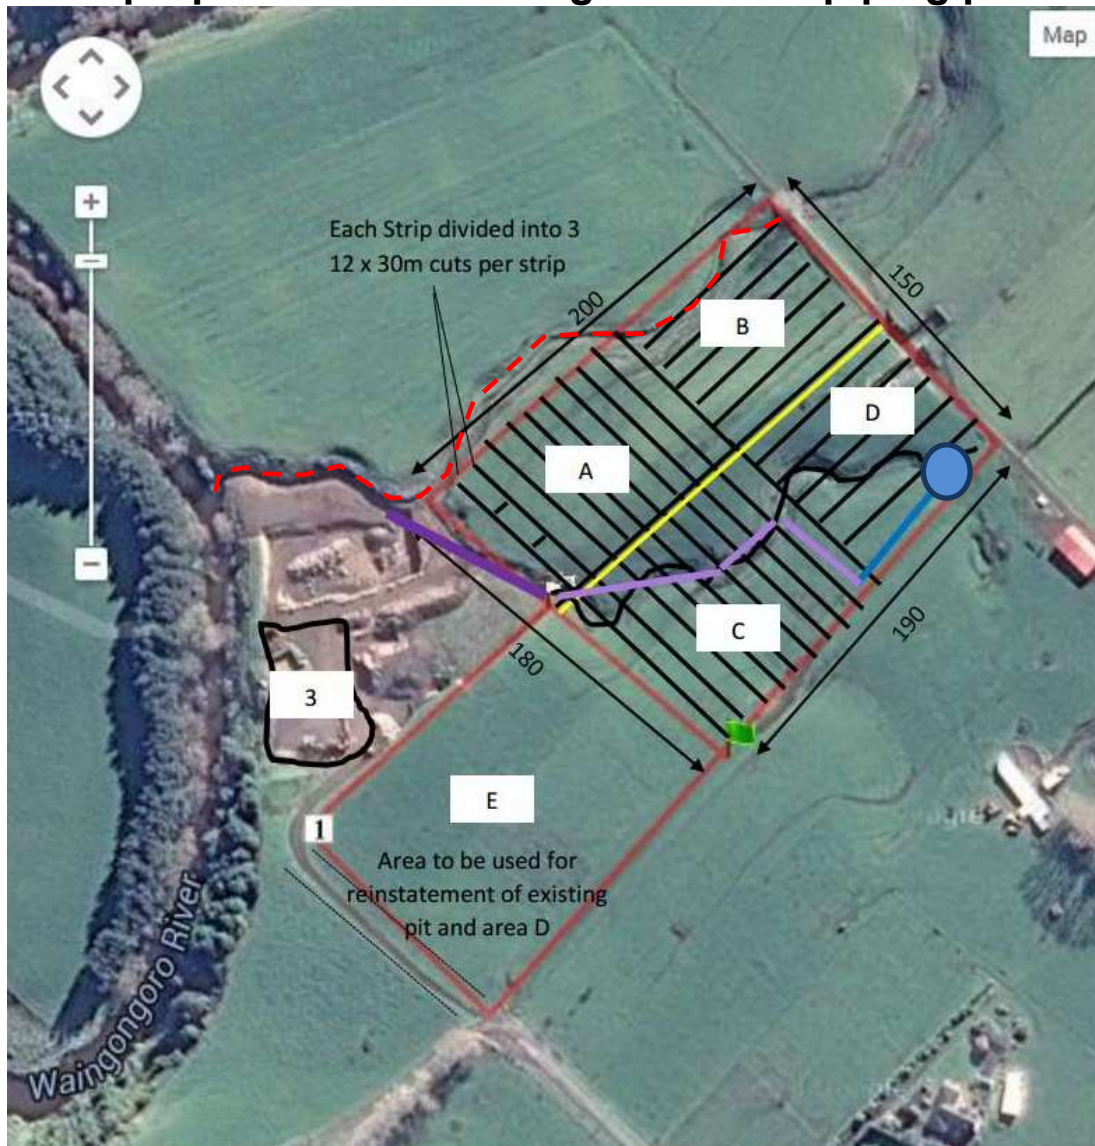 Map
Each Strip divided into 3
12 x 30m cuts per strip
200
150
B
D
A
C
190
180
3
E
1
Area to be used for
reinstatement of existing
pit and area D
Waingongoro River